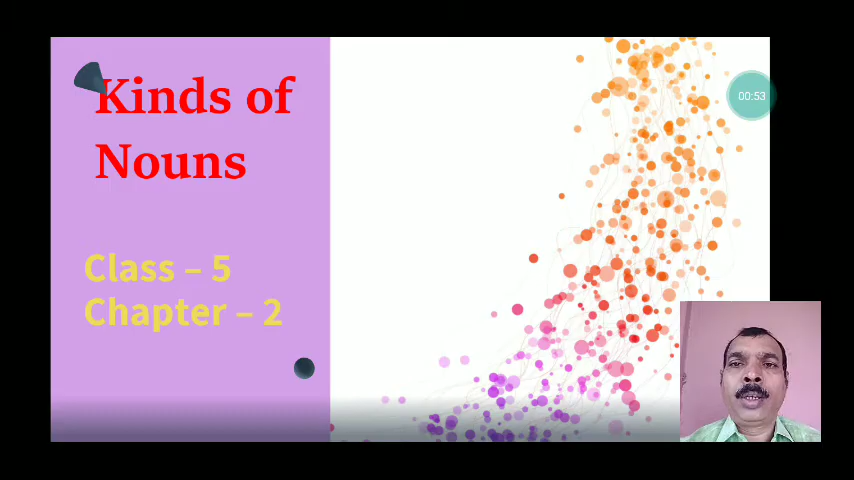 Kinds of
Nouns
00:53
Class – 5
Chapter – 2